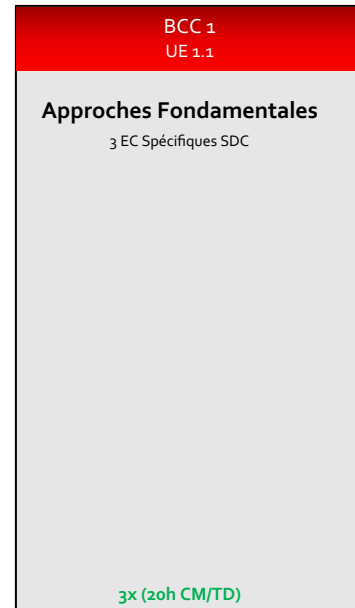 BCC 1
UE 1.1
Approches Fondamentales
3 EC Spécifiques SDC
3x (20h CM/TD)